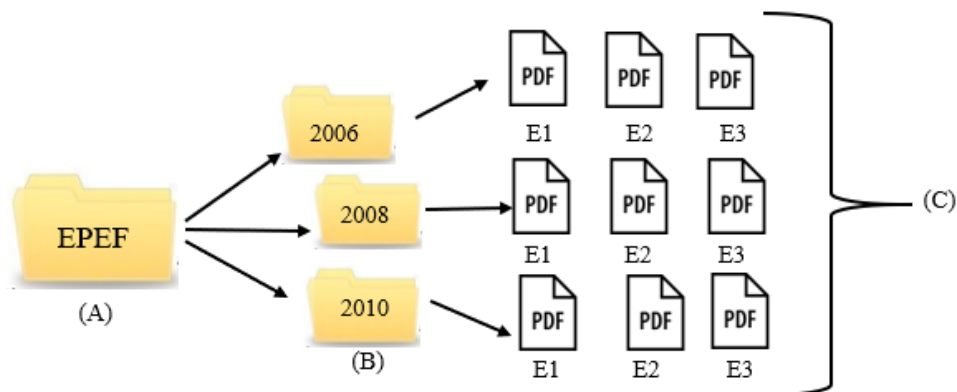 PDF PDF PDF
E1 E2 E3
2006
PDF PDF PDF
E1 E2 E3
2008
EPEF
(A)
(C)
PDF PDF PDF
E1 E2 E3
2010
(B)